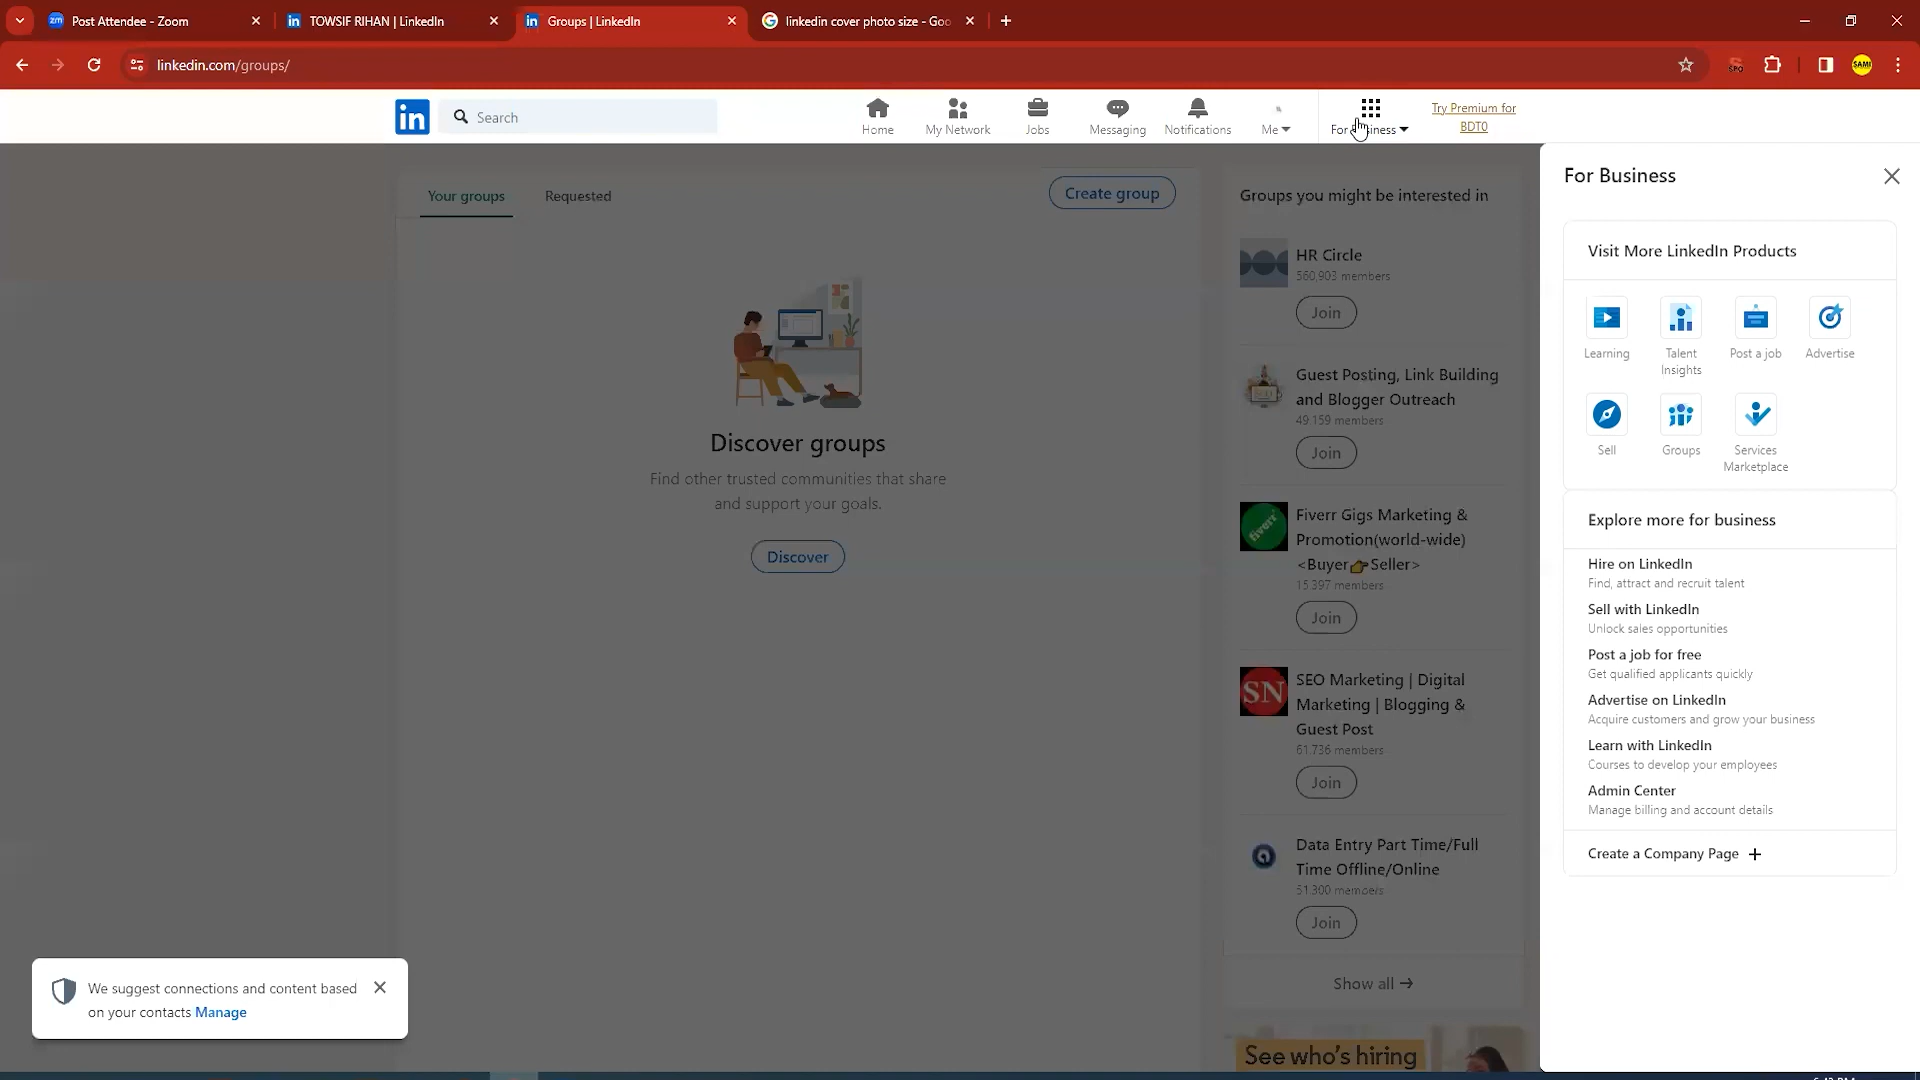 Post Attendee - Zoom
TOWSIF RIHAN | LinkedIn
Groups | LinkedIn
linkedin cover photo size - Goo
linkedin.com/groups/
SAMI
in
Search
Home
My Network
Jobs
Messaging
Notifications
Me
For Business
Try Premium for
BDT0
Your groups
Requested
Create group
Discover groups
Find other trusted communities that share
and support your goals.
Discover
Groups you might be interested in
HR Circle
560,903 members
Join
Guest Posting, Link Building
and Blogger Outreach
49,159 members
Join
fiverr
Fiverr Gigs Marketing &
Promotion(world-wide)
<Buyer👉Seller>
15,397 members
Join
SN
SEO Marketing | Digital
Marketing | Blogging &
Guest Post
61,736 members
Join
Data Entry Part Time/Full
Time Offline/Online
51,300 members
Join
Show all →
See who's hiring
For Business
Visit More LinkedIn Products
Learning
Talent
Insights
Post a job
Advertise
Sell
Groups
Services
Marketplace
Explore more for business
Hire on LinkedIn
Find, attract and recruit talent
Sell with LinkedIn
Unlock sales opportunities
Post a job for free
Get qualified applicants quickly
Advertise on LinkedIn
Acquire customers and grow your business
Learn with LinkedIn
Courses to develop your employees
Admin Center
Manage billing and account details
Create a Company Page +
We suggest connections and content based
on your contacts Manage